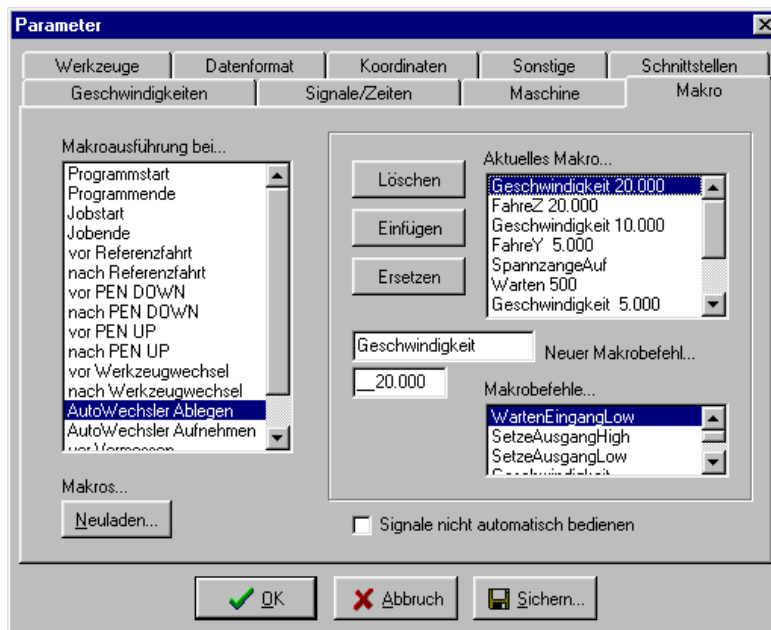 Parameter
Werkzeuge
Datenformat
Koordinaten
Sonstige
Schnittstellen
Geschwindigkeiten
Signale/Zeiten
Maschine
Makro
Makroausführung bei...
Programmstart
Programmende
Jobstart
Jobende
vor Referenzfahrt
nach Referenzfahrt
vor PEN DOWN
nach PEN DOWN
vor PEN UP
nach PEN UP
vor Werkzeugwechsel
nach Werkzeugwechsel
AutoWechsler Ablegen
AutoWechsler Aufnehmen
Makros...
Neuladen...
Löschen
Einfügen
Ersetzen
Aktuelles Makro...
Geschwindigkeit 20.000
FahreZ 20.000
Geschwindigkeit 10.000
FahreY 5.000
SpannzangeAuf
Warten 500
Geschwindigkeit 5.000
Geschwindigkeit
Neuer Makrobefehl...
__20.000
Makrobefehle...
WartenEingangLow
SetzeAusgangHigh
SetzeAusgangLow
Geschwindigkeit
Signale nicht automatisch bedienen
OK
Abbruch
Sichern...